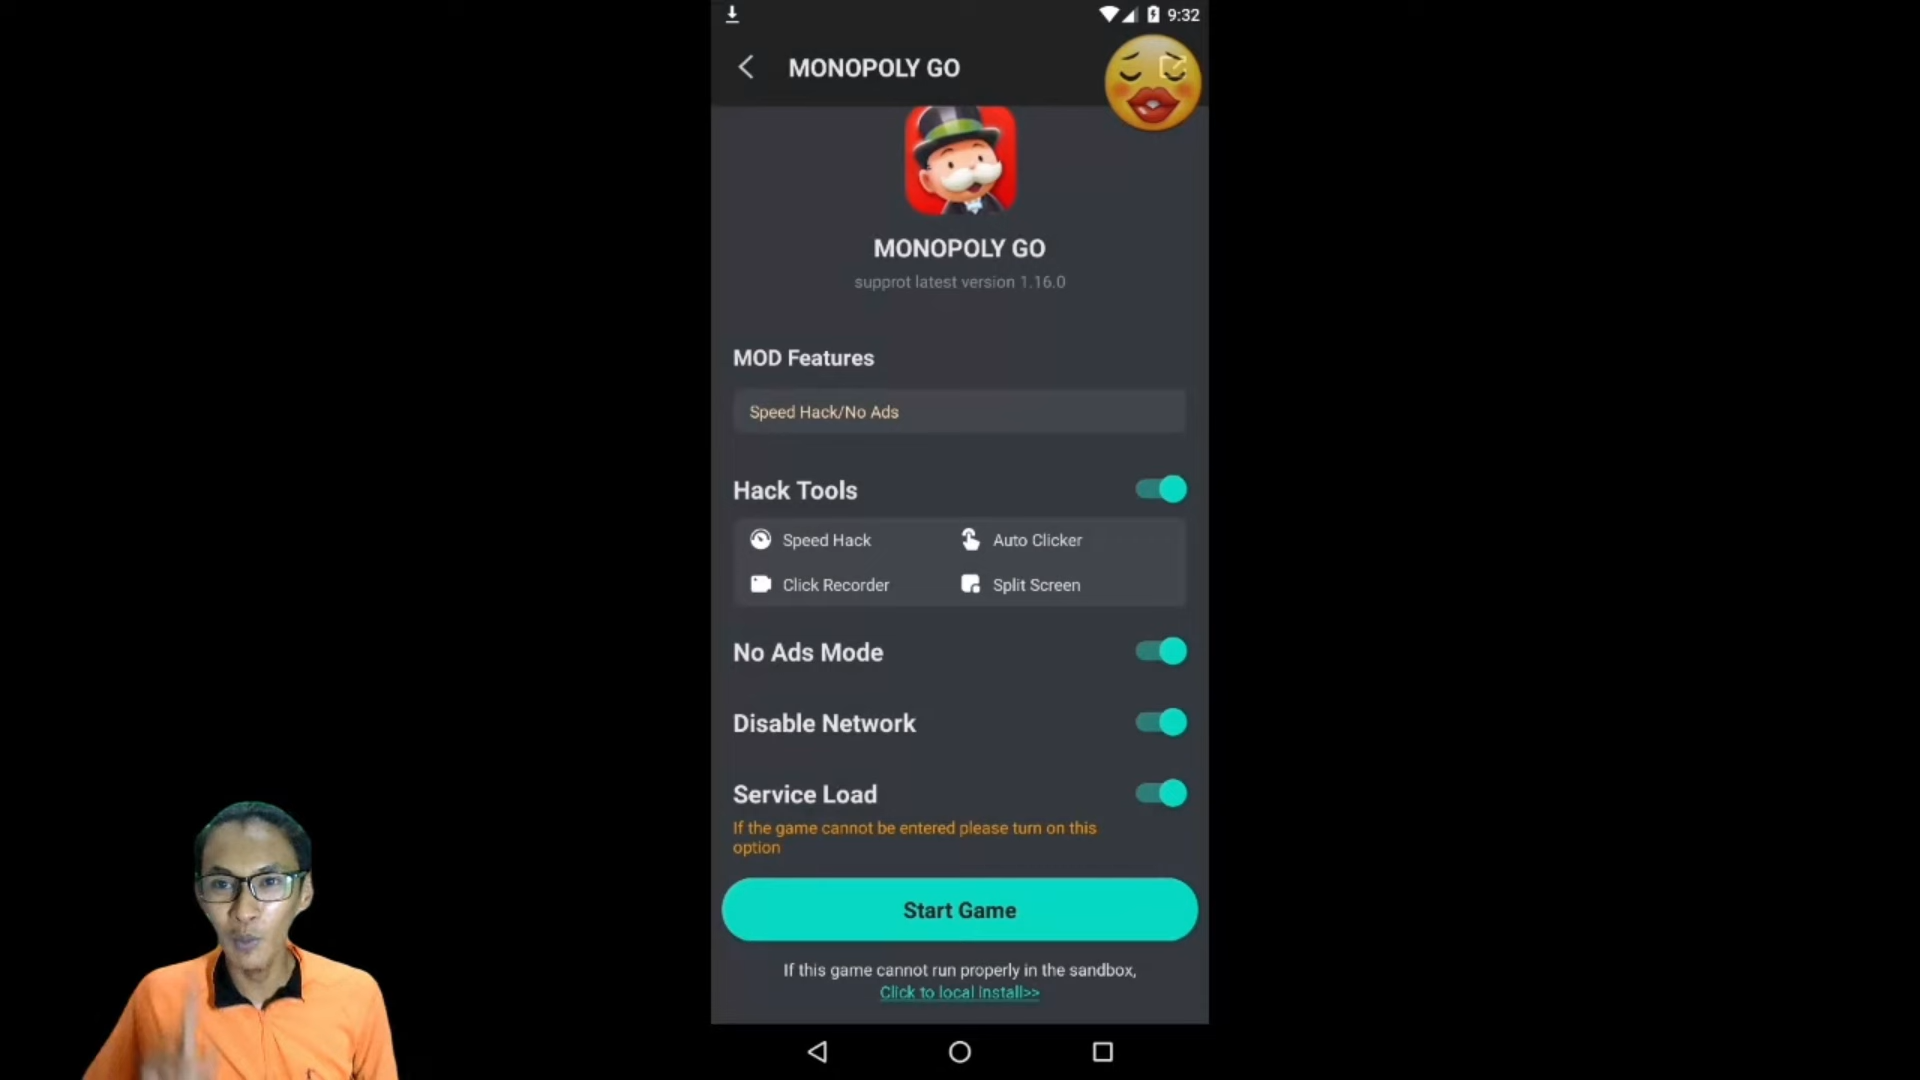 9:32
MONOPOLY GO
MONOPOLY GO
supprot latest version 1.16.0
MOD Features
Speed Hack/No Ads
Hack Tools
Speed Hack
Auto Clicker
Click Recorder
Split Screen
No Ads Mode
Disable Network
Service Load
If the game cannot be entered please turn on this
option
Start Game
If this game cannot run properly in the sandbox,
Click to local install>>